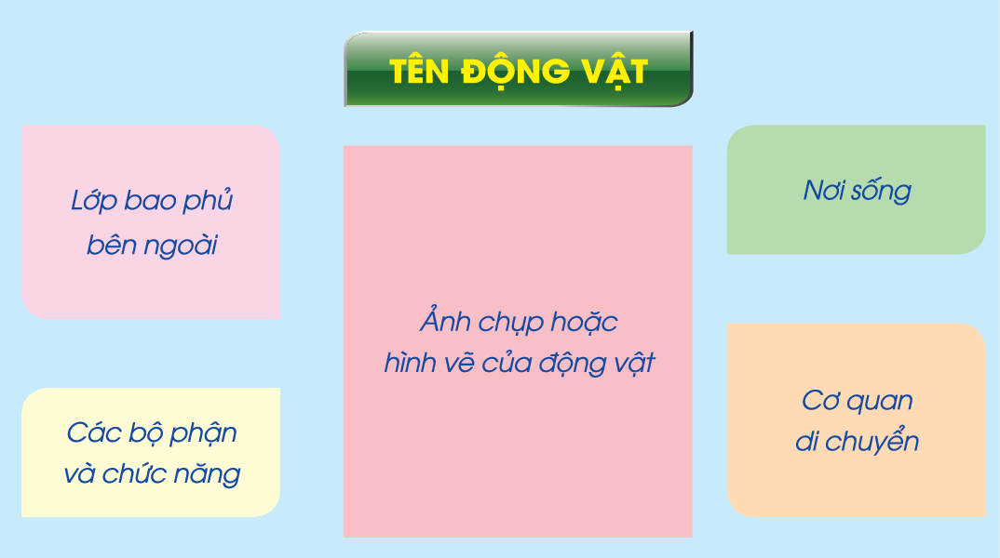 TÊN ĐỘNG VẬT
Lớp bao phủ
bên ngoài
Nơi sống
Ảnh chụp hoặc
hình vẽ của động vật
Các bộ phận
và chức năng
Cơ quan
di chuyển